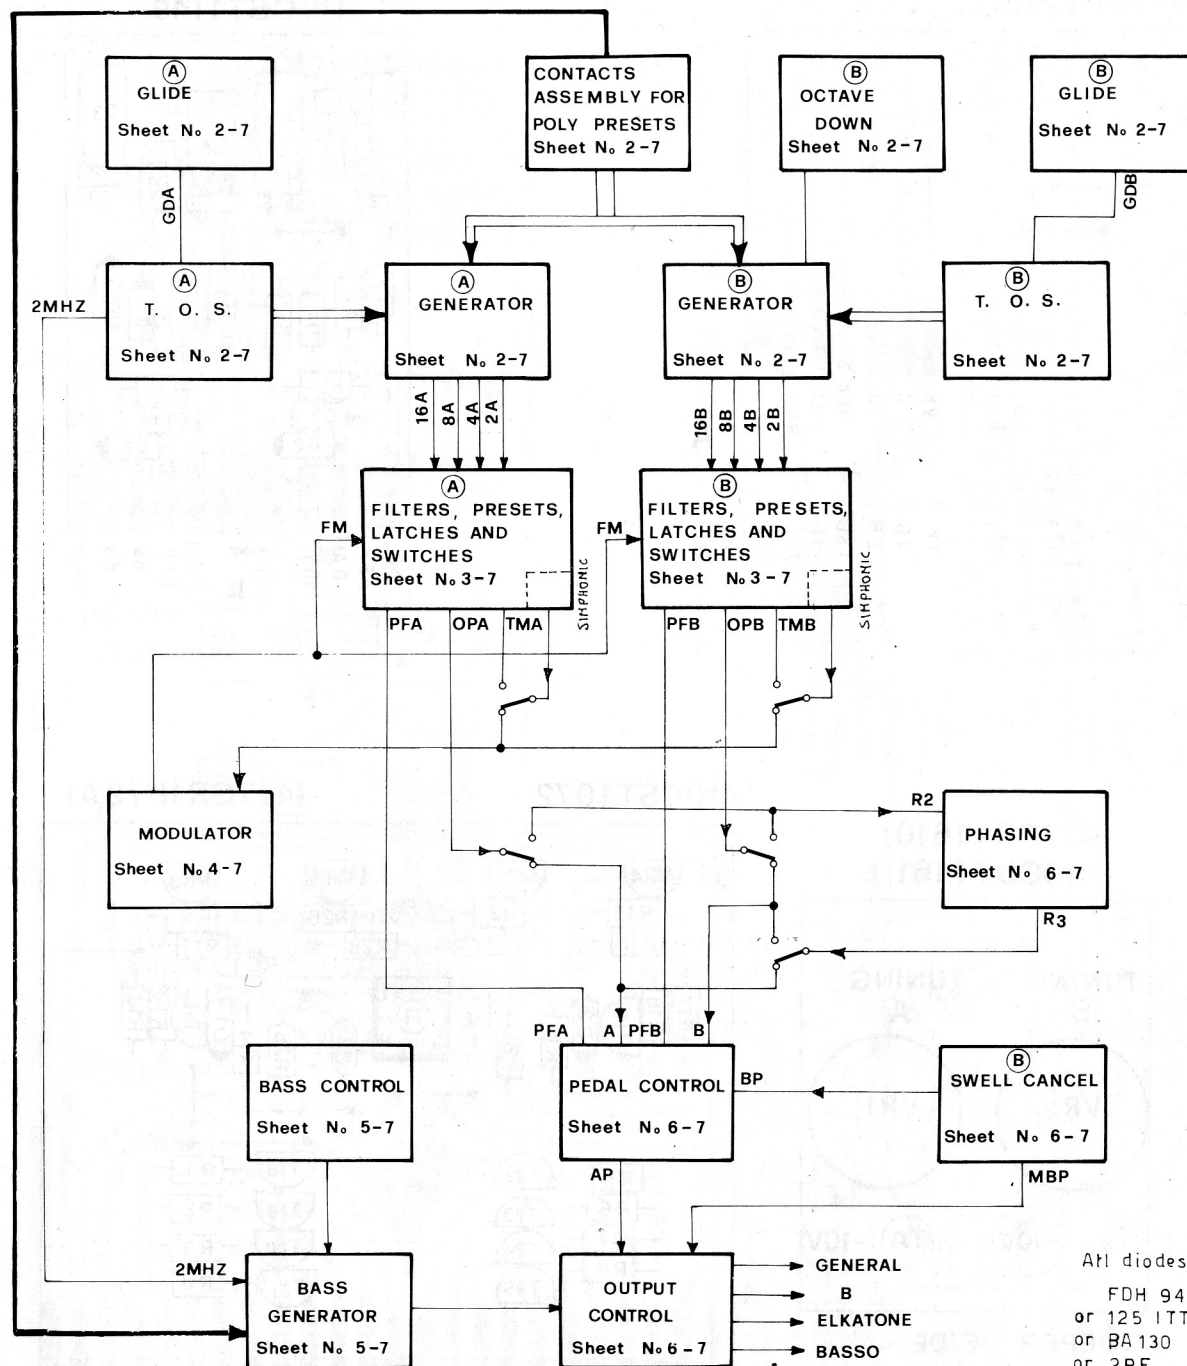 A
GLIDE
Sheet No 2-7
CONTACTS
ASSEMBLY FOR
POLY PRESETS
Sheet No 2-7
B
OCTAVE
DOWN
Sheet No 2-7
B
GLIDE
Sheet No 2-7
GDA
GDB
2MHZ
A
T. O. S.
Sheet No 2-7
A
GENERATOR
Sheet No 2-7
B
GENERATOR
Sheet No 2-7
B
T. O. S.
Sheet No 2-7
16A
8A
4A
2A
16B
8B
4B
2B
FM
A
FILTERS, PRESETS,
LATCHES AND
SWITCHES
Sheet No 3-7
SIMPHONIC
FM
B
FILTERS, PRESETS,
LATCHES AND
SWITCHES
Sheet No 3-7
SIMPHONIC
PFA OPA TMA
PFB OPB TMB
MODULATOR
Sheet No 4-7
R2
PHASING
Sheet No 6-7
R3
PFA A PFB B
BASS CONTROL
Sheet No 5-7
PEDAL CONTROL
Sheet No 6-7
BP
B
SWELL CANCEL
Sheet No 6-7
AP
MBP
2MHZ
BASS
GENERATOR
Sheet No 5-7
OUTPUT
CONTROL
Sheet No 6-7
GENERAL
B
ELKATONE
BASSO
All diodes
FDH 94
or 125 ITT
or BA130